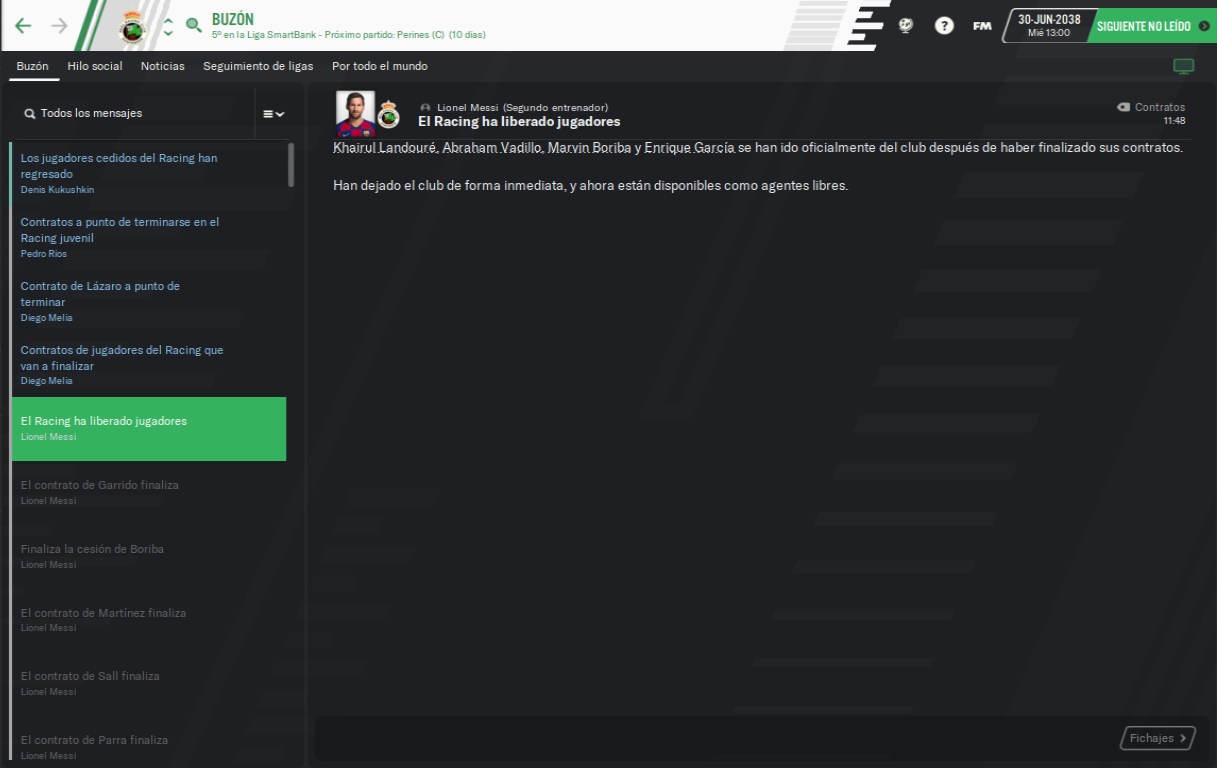 BUZÓN
5º en la Liga SmartBank - Próximo partido: Perines (C) (10 días)
?
FM
30-JUN-2038
Mié 13:00
SIGUIENTE NO LEÍDO
Buzón
Hilo social
Noticias
Seguimiento de ligas
Por todo el mundo
Todos los mensajes
Los jugadores cedidos del Racing han
regresado
Denis Kukushkin
Contratos a punto de terminarse en el
Racing juvenil
Pedro Ríos
Contrato de Lázaro a punto de
terminar
Diego Melia
Contratos de jugadores del Racing que
van a finalizar
Diego Melia
El Racing ha liberado jugadores
Lionel Messi
El contrato de Garrido finaliza
Lionel Messi
Finaliza la cesión de Boriba
Lionel Messi
El contrato de Martínez finaliza
Lionel Messi
El contrato de Sall finaliza
Lionel Messi
El contrato de Parra finaliza
Lionel Messi
Lionel Messi (Segundo entrenador)
El Racing ha liberado jugadores
Contratos
11:48
Khairul Landouré, Abraham Vadillo, Marvin Boriba y Enrique García se han ido oficialmente del club después de haber finalizado sus contratos.
Han dejado el club de forma inmediata, y ahora están disponibles como agentes libres.
Fichajes